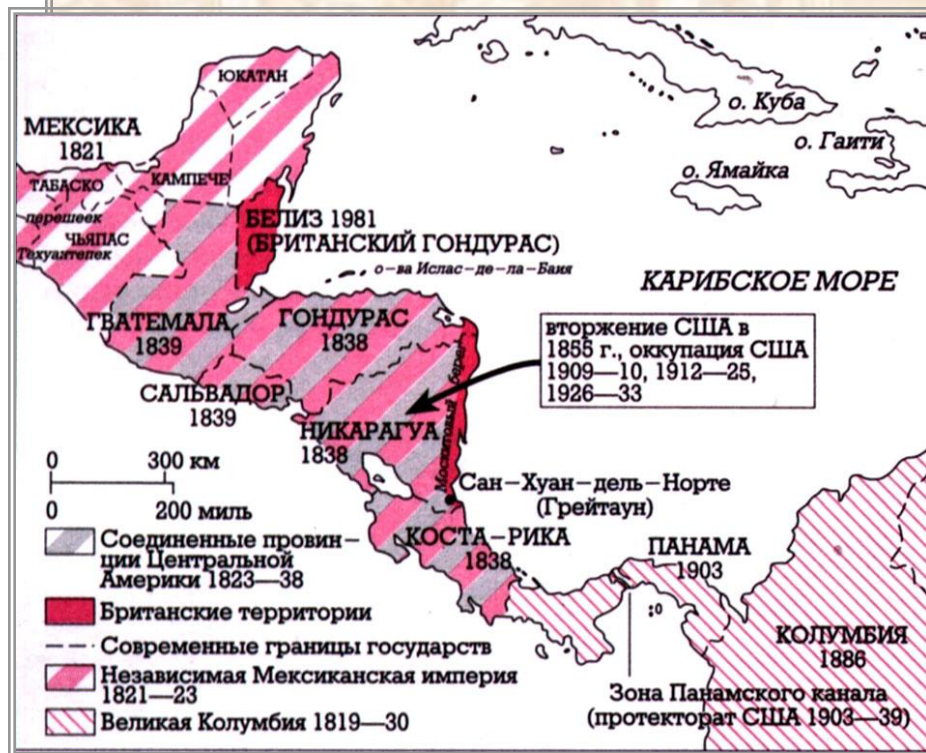 ЮКАТАН
МЕКСИКА
1821
о. Куба
о. Гаити
о. Ямайка
ТАБАСКО
КАМПЕЧЕ
перешеек
ЧЬЯПАС
Техуантепек
БЕЛИЗ 1981
(БРИТАНСКИЙ ГОНДУРАС)
о-ва Ислас-де-ла-Баия
КАРИБСКОЕ МОРЕ
ГВАТЕМАЛА
1839
ГОНДУРАС
1838
вторжение США в
1855 г., оккупация США
1909—10, 1912—25,
1926—33
САЛЬВАДОР
1839
НИКАРАГУА
1838
Москитовый берег
0 300 км
0 200 миль
Сан-Хуан-дель-Норте
(Грейтаун)
КОСТА-РИКА
1838
ПАНАМА
1903
КОЛУМБИЯ
1886
Зона Панамского канала
(протекторат США 1903—39)
Соединенные провин-
ции Центральной
Америки 1823—38
Британские территории
Современные границы государств
Независимая Мексиканская империя
1821—23
Великая Колумбия 1819—30